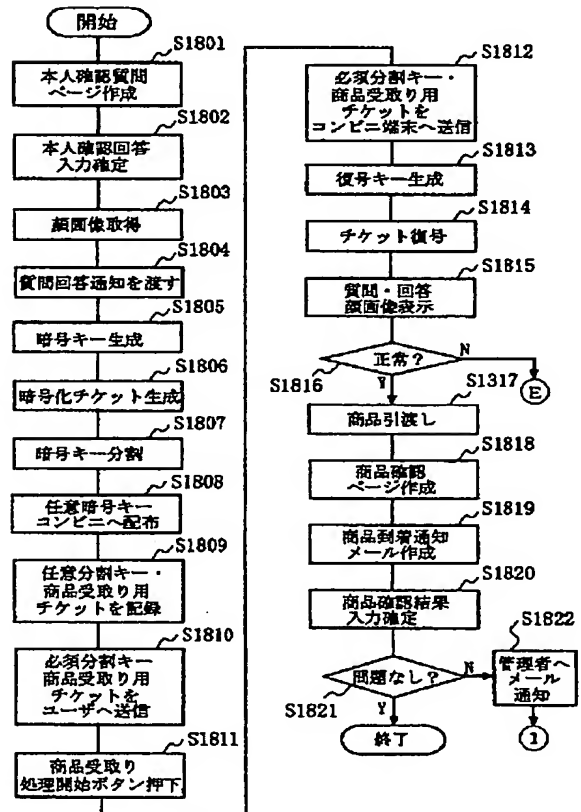 開始
S1801
本人確認質問
ページ作成
S1802
本人確認回答
入力確定
S1803
顔画像取得
S1804
質問回答通知を渡す
S1805
暗号キー生成
S1806
暗号化チケット生成
S1807
暗号キー分割
S1808
任意暗号キー
コンビニへ配布
S1809
任意分割キー・
商品受取り用
チケットを記録
S1810
必須分割キー
商品受取り用
チケットを
ユーザへ送信
S1811
商品受取り
処理開始ボタン押下
S1812
必須分割キー・
商品受取り用
チケットを
コンビニ端末へ送信
S1813
復号キー生成
S1814
チケット復号
S1815
質問・回答
顔画像表示
正常?
N
S1816
Y
E
S1317
商品引渡し
S1818
商品確認
ページ作成
S1819
商品到着通知
メール作成
S1820
商品確認結果
入力確定
S1822
問題なし?
N
管理者へ
メール
通知
S1821
Y
終了
1